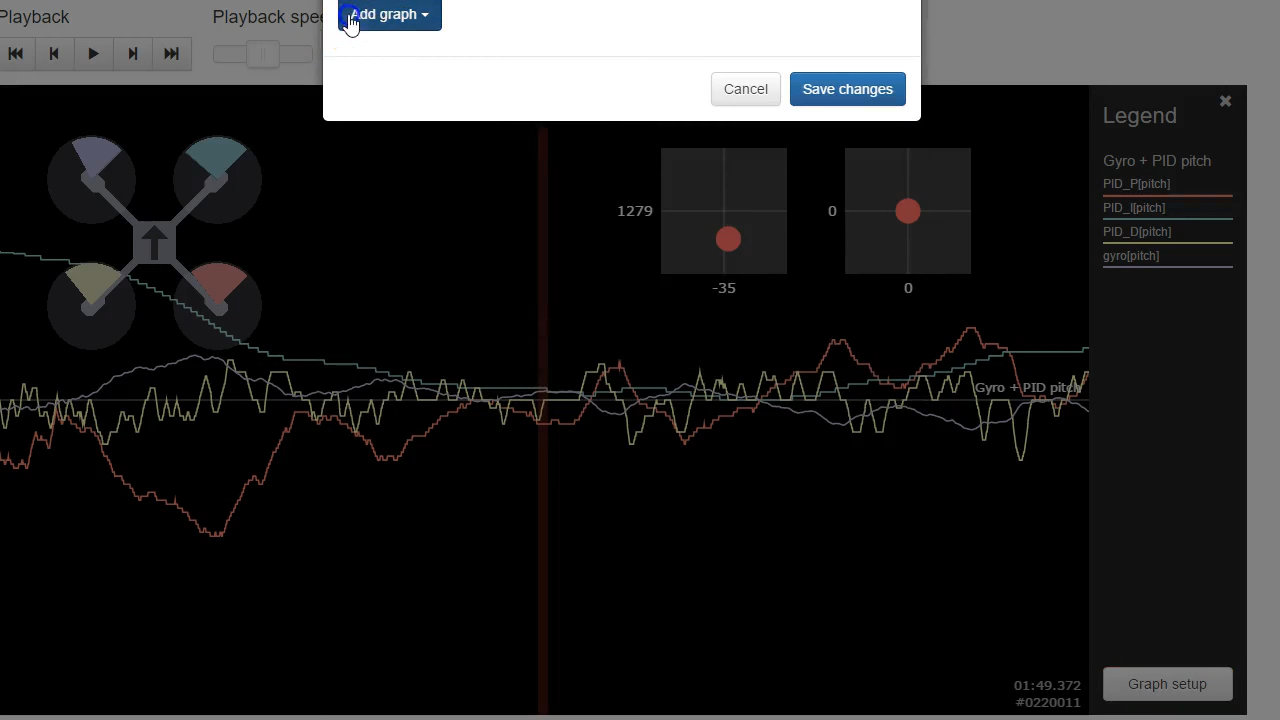 Playback
Playback spee
Add graph
Cancel
Save changes
Legend
Gyro + PID pitch
PID_P[pitch]
PID_I[pitch]
PID_D[pitch]
gyro[pitch]
1279
-35
0
0
Gyro + PID pitch
01:49.372
#0220011
Graph setup